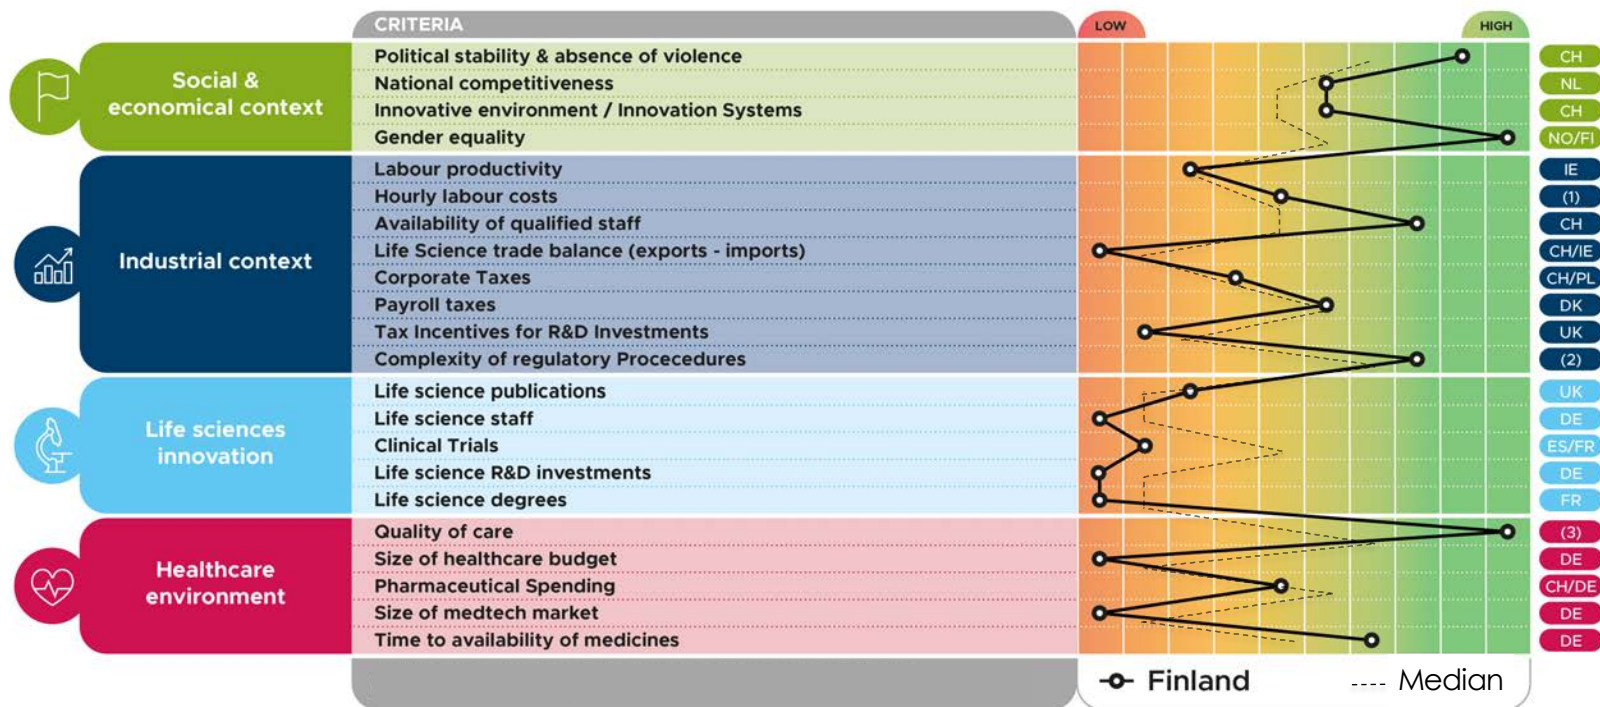 CRITERIA
LOW
HIGH
Social &
economical context
Political stability & absence of violence
CH
National competitiveness
NL
Innovative environment / Innovation Systems
CH
Gender equality
NO/FI
Industrial context
Labour productivity
IE
Hourly labour costs
(1)
Availability of qualified staff
CH
Life Science trade balance (exports - imports)
CH/IE
Corporate Taxes
CH/PL
Payroll taxes
DK
Tax Incentives for R&D Investments
UK
Complexity of regulatory Procecedures
(2)
Life sciences
innovation
Life science publications
UK
Life science staff
DE
Clinical Trials
ES/FR
Life science R&D investments
DE
Life science degrees
FR
Healthcare
environment
Quality of care
(3)
Size of healthcare budget
DE
Pharmaceutical Spending
CH/DE
Size of medtech market
DE
Time to availability of medicines
DE
Finland
Median